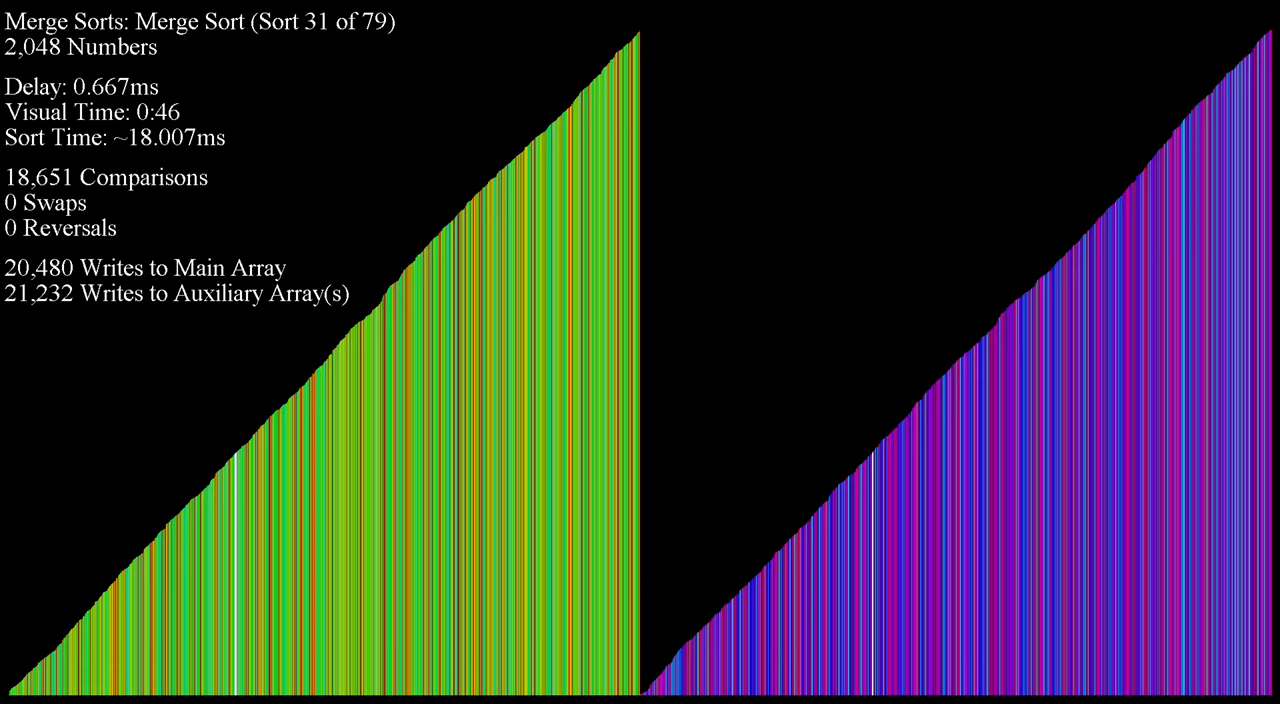 Merge Sorts: Merge Sort (Sort 31 of 79)
2,048 Numbers
Delay: 0.667ms
Visual Time: 0:46
Sort Time: ~18.007ms
18,651 Comparisons
0 Swaps
0 Reversals
20,480 Writes to Main Array
21,232 Writes to Auxiliary Array(s)